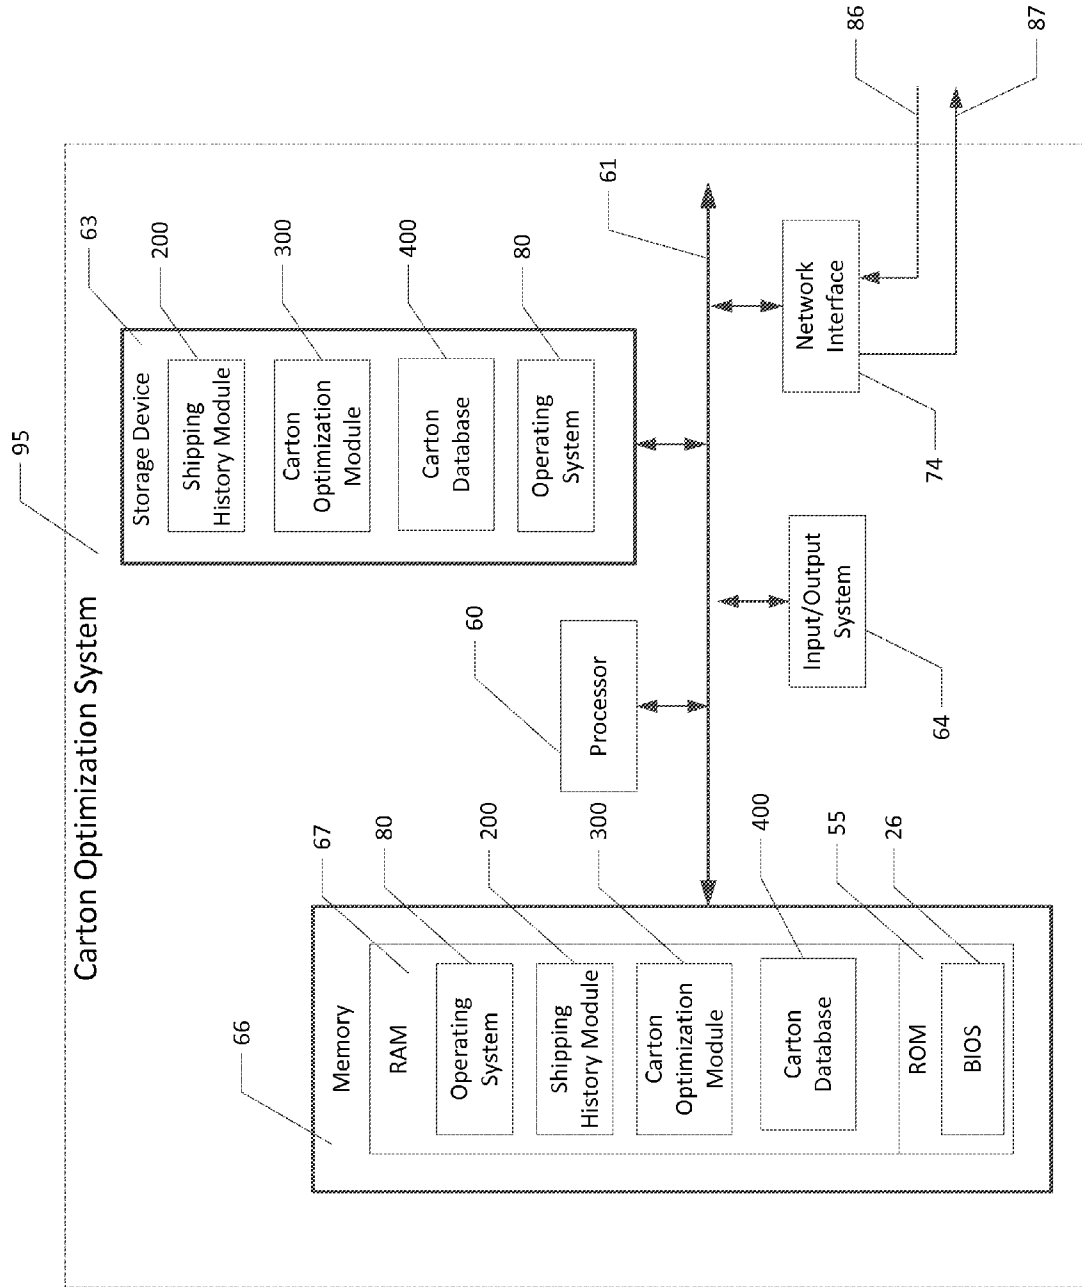 Carton Optimization System
95
66
Memory
67
RAM
80
Operating
System
200
Shipping
History Module
300
Carton
Optimization
Module
400
Carton
Database
55
ROM
26
BIOS
60
Processor
63
Storage Device
200
Shipping
History Module
300
Carton
Optimization
Module
400
Carton
Database
80
Operating
System
61
64
Input/Output
System
74
Network
Interface
86
87